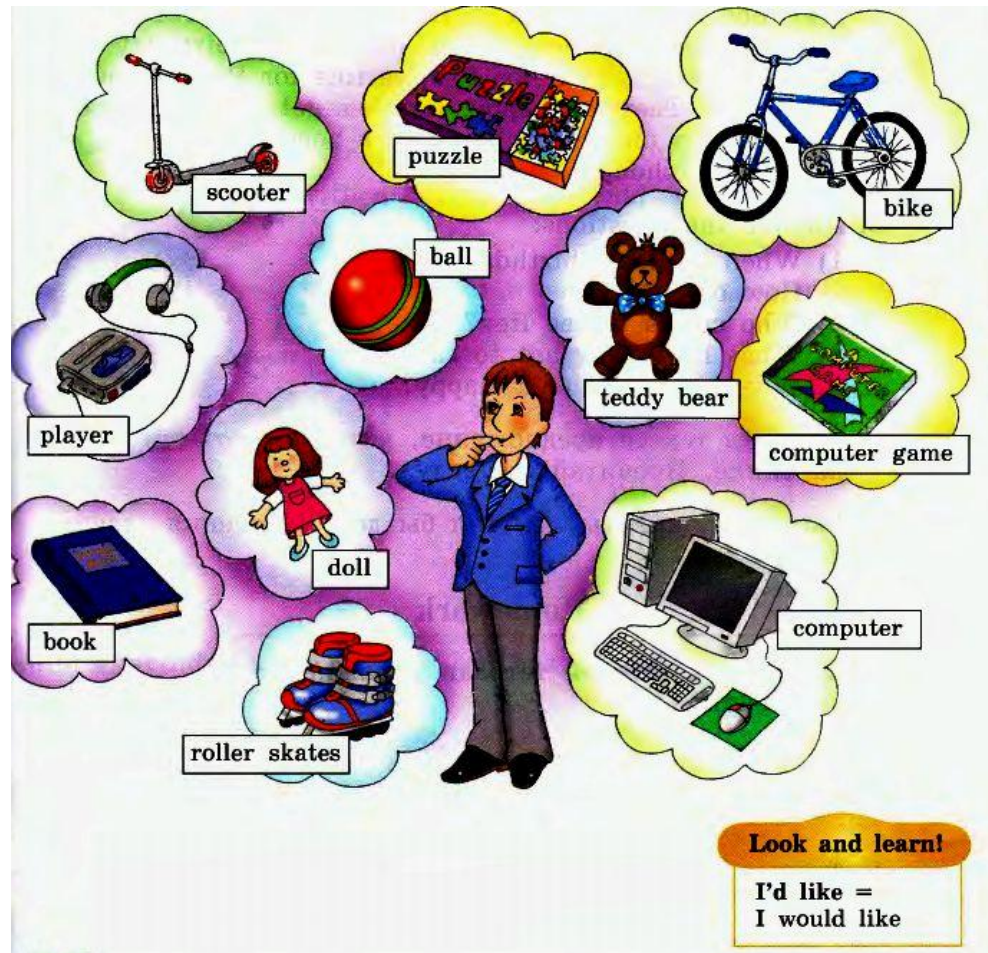 Puzzle
scooter
puzzle
bike
ball
player
teddy bear
computer game
doll
book
computer
roller skates
Look and learn!
I'd like =
I would like